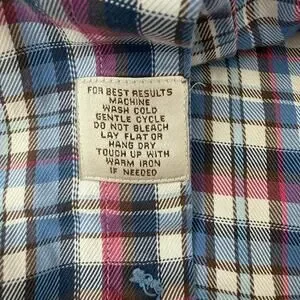 FOR BEST RESULTS
MACHINE
WASH COLD
GENTLE CYCLE
DO NOT BLEACH
LAY FLAT OR
HANG DRY
TOUCH UP WITH
WARM IRON
IF NEEDED